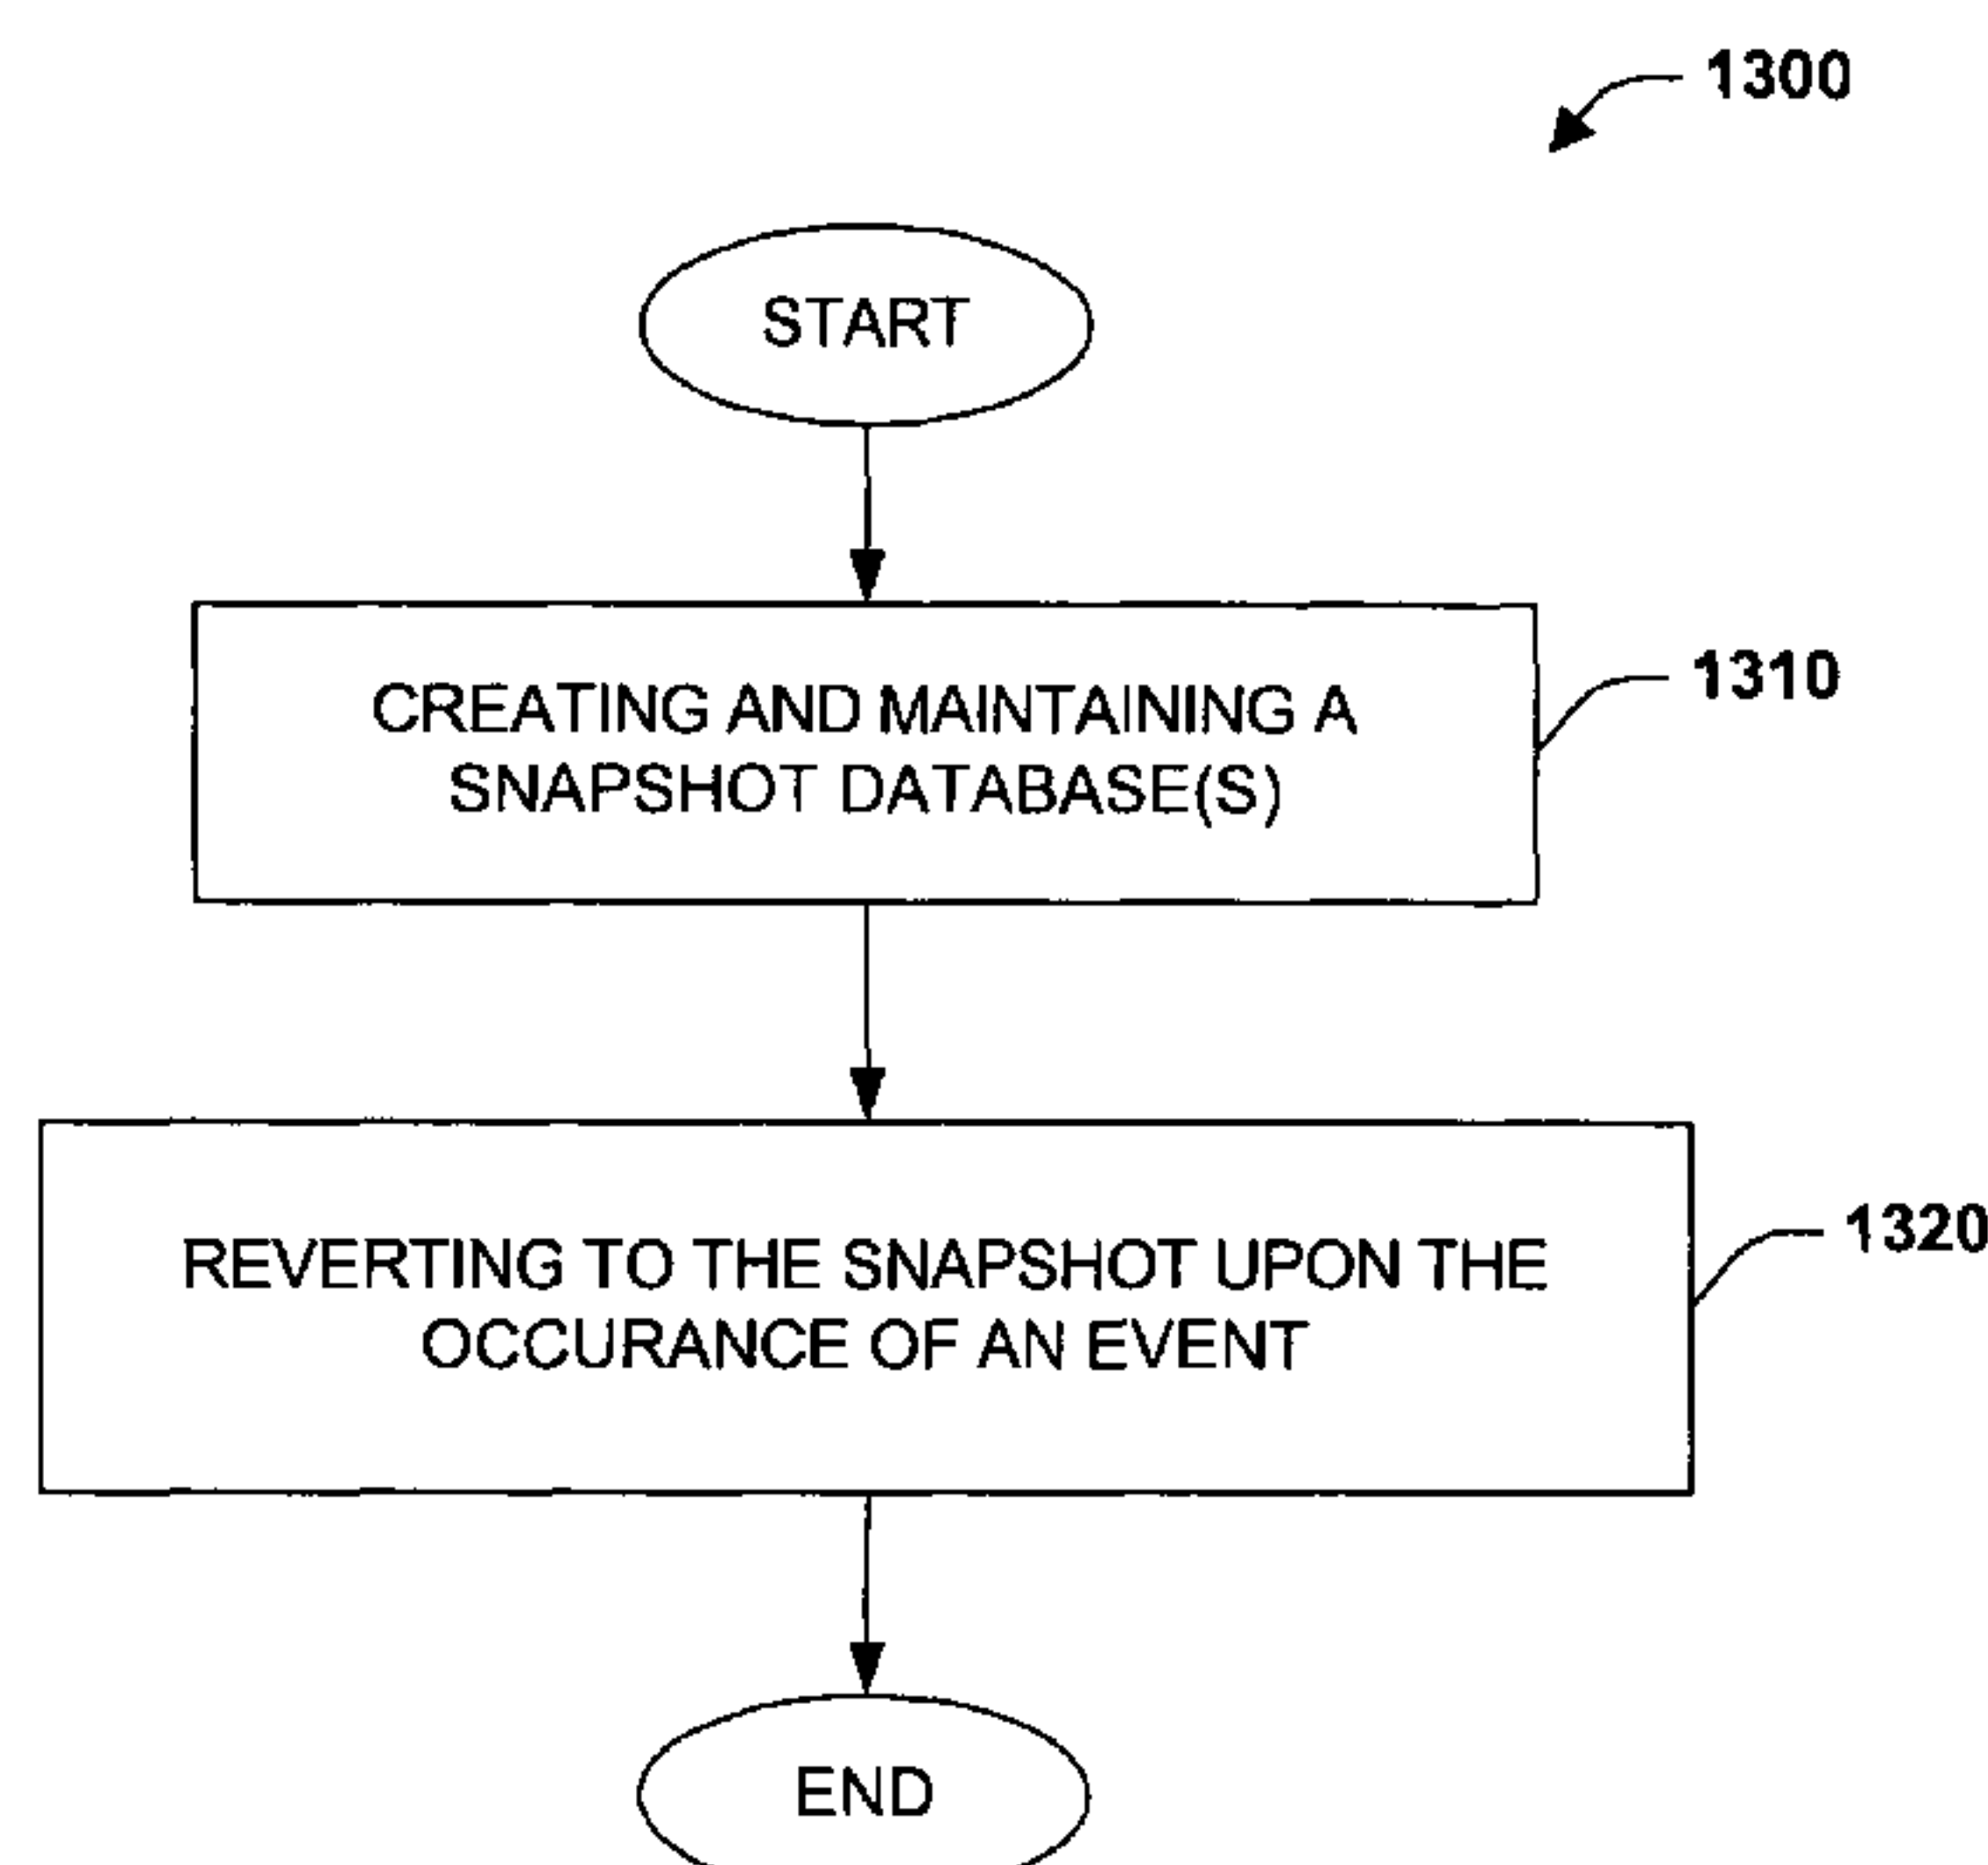 1300
START
CREATING AND MAINTAINING A
SNAPSHOT DATABASE(S)
1310
REVERTING TO THE SNAPSHOT UPON THE
OCCURANCE OF AN EVENT
1320
END